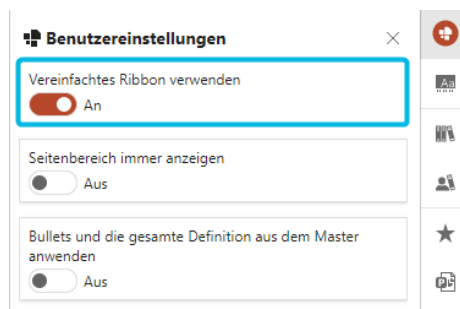 Benutzereinstellungen
Vereinfachtes Ribbon verwenden
An
Seitenbereich immer anzeigen
Aus
Bullets und die gesamte Definition aus dem Master
anwenden
Aus
Aa